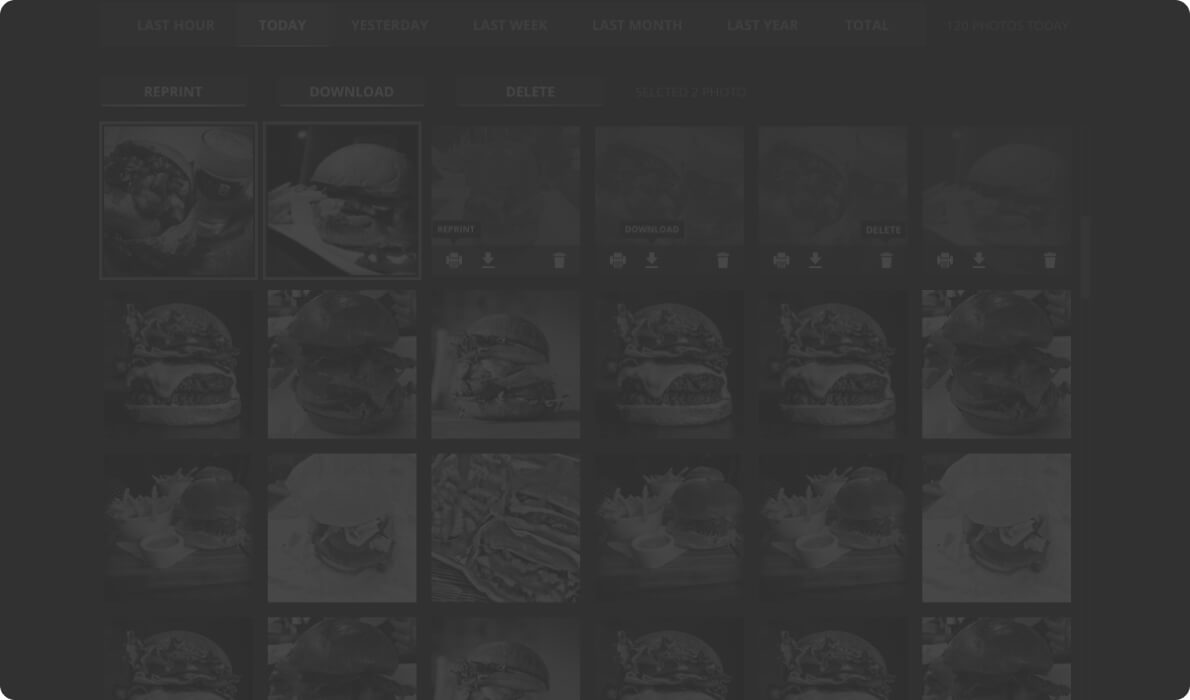 LAST HOUR TODAY YESTERDAY LAST WEEK LAST MONTH LAST YEAR TOTAL 120 PHOTOS TODAY
REPRINT DOWNLOAD DELETE SELCTED 2 PHOTO
REPRINT DOWNLOAD DELETE